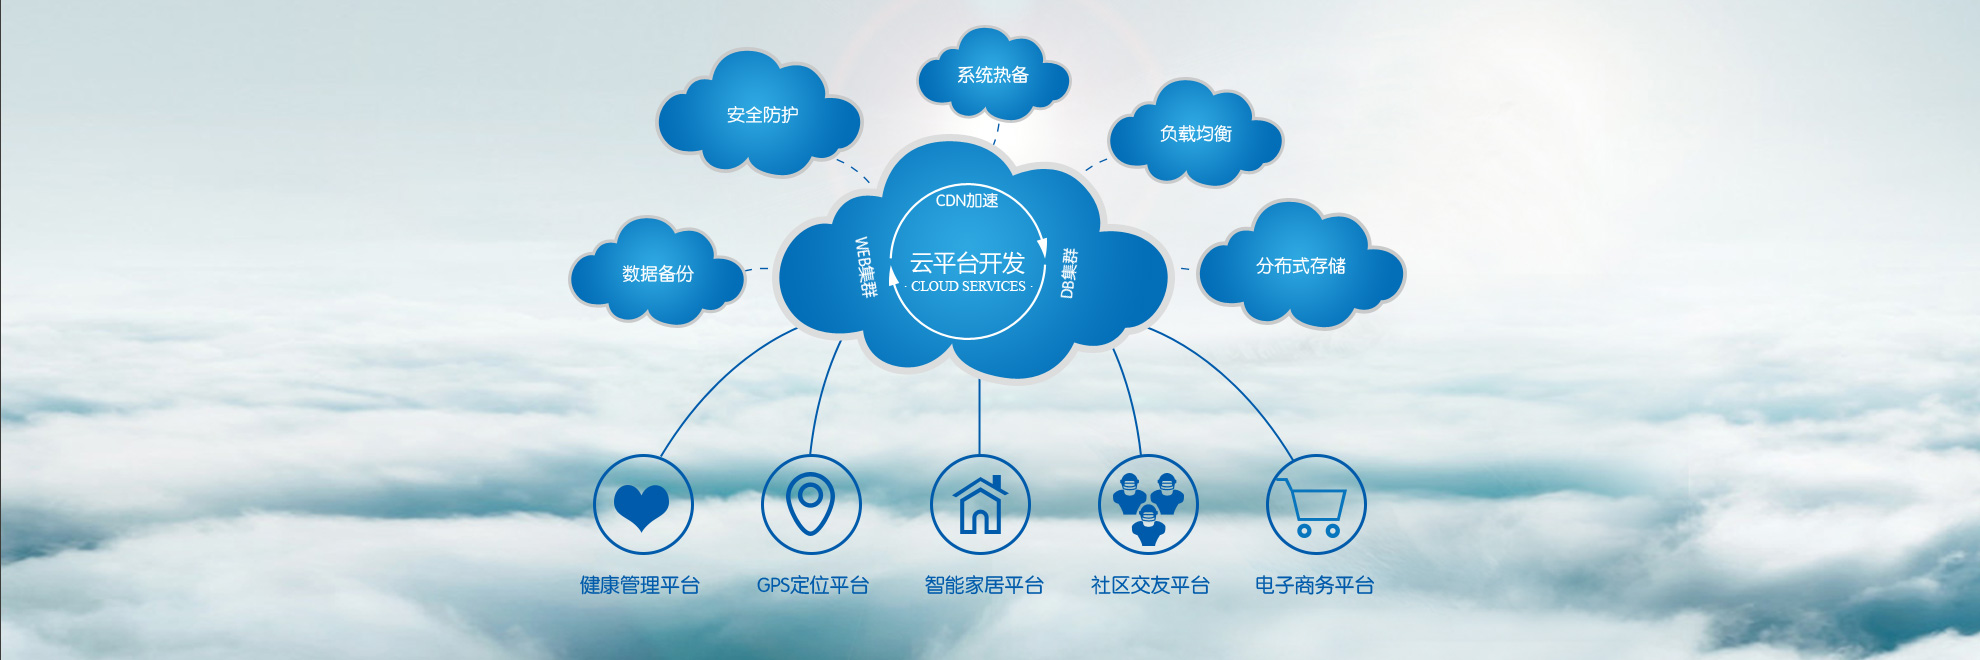 系统热备
安全防护
负载均衡
数据备份
分布式存储
CDN加速
WEB集群
DB集群
云平台开发
· CLOUD SERVICES ·
健康管理平台
GPS定位平台
智能家居平台
社区交友平台
电子商务平台